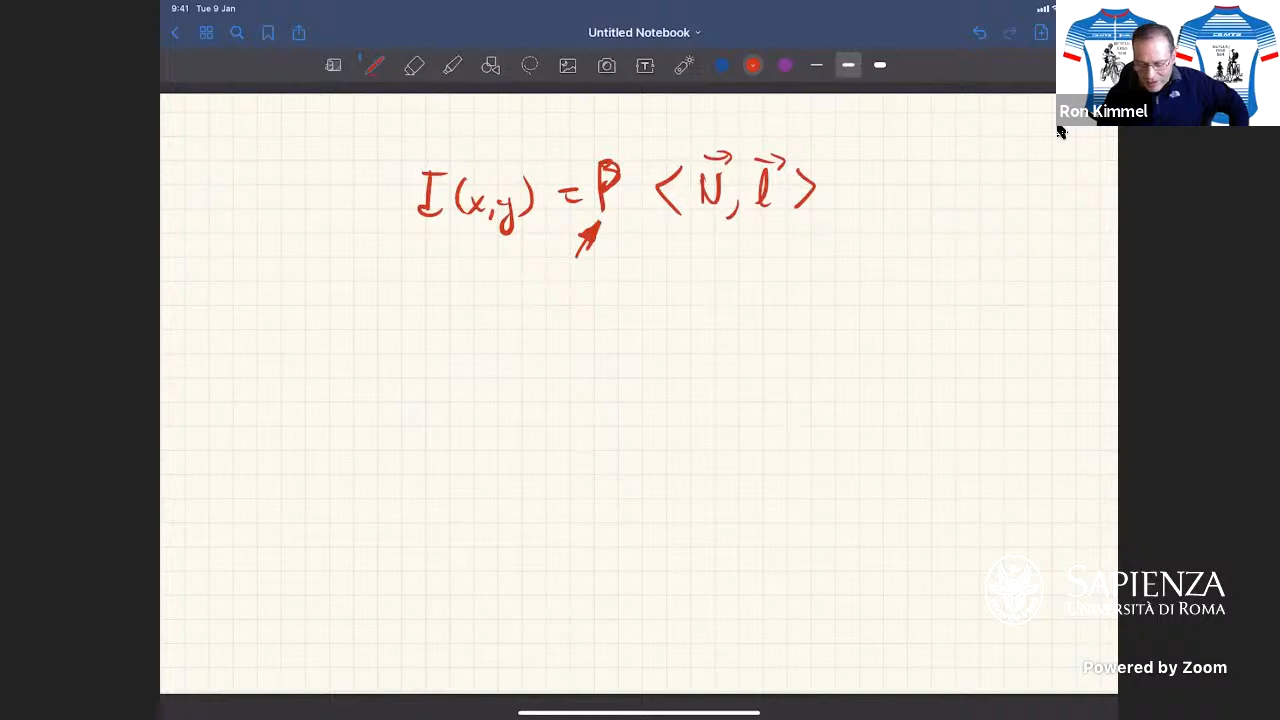 9:41 Tue 9 Jan
Untitled Notebook
Ron Kimmel
I(x,y) = ρ < N⃗, l⃗ >
SAPIENZA
UNIVERSITÀ DI ROMA
Powered by Zoom